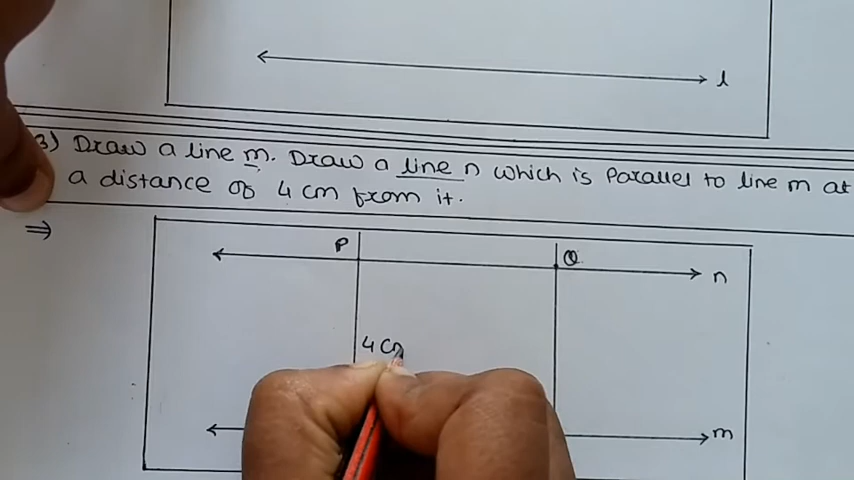 l
3) Draw a line m. Draw a line n which is Parallel to line m at
a distance of 4 cm from it.
⇒
P Q
n
4 Cm
m